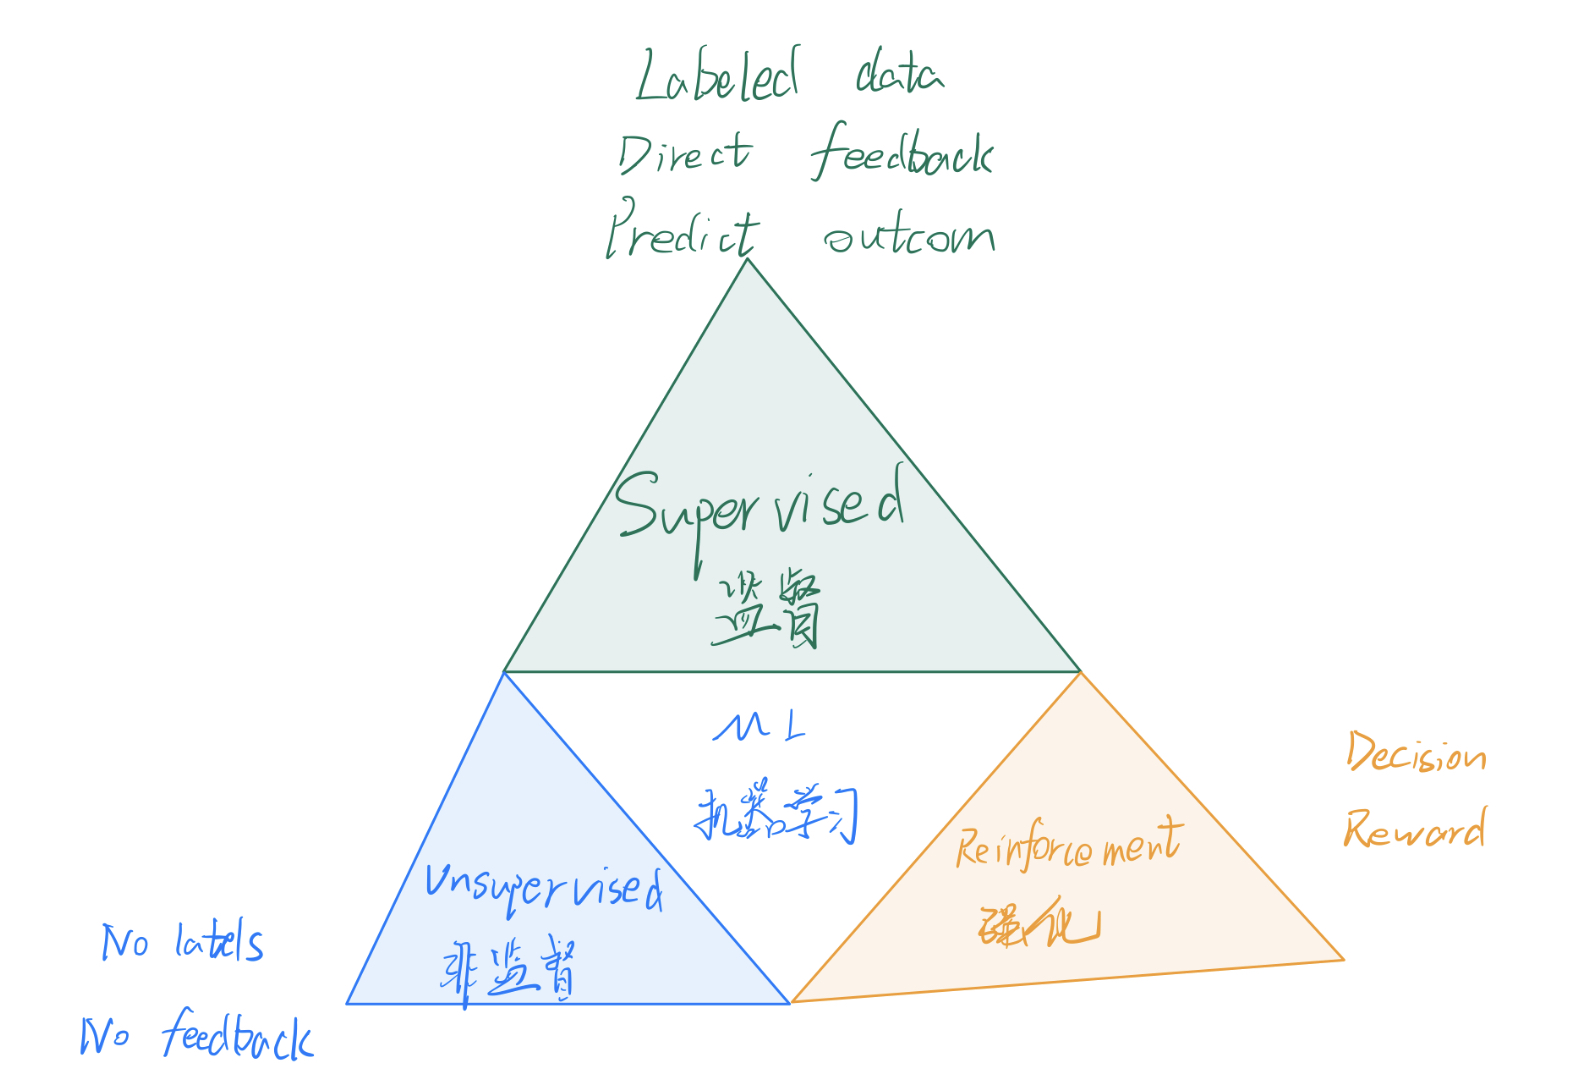 Labeled data
Direct feedback
Predict outcom
Supervised
监督
ML
机器学习
Decision
Reward
Reinforcement
强化
Unsupervised
非监督
No labels
No feedback